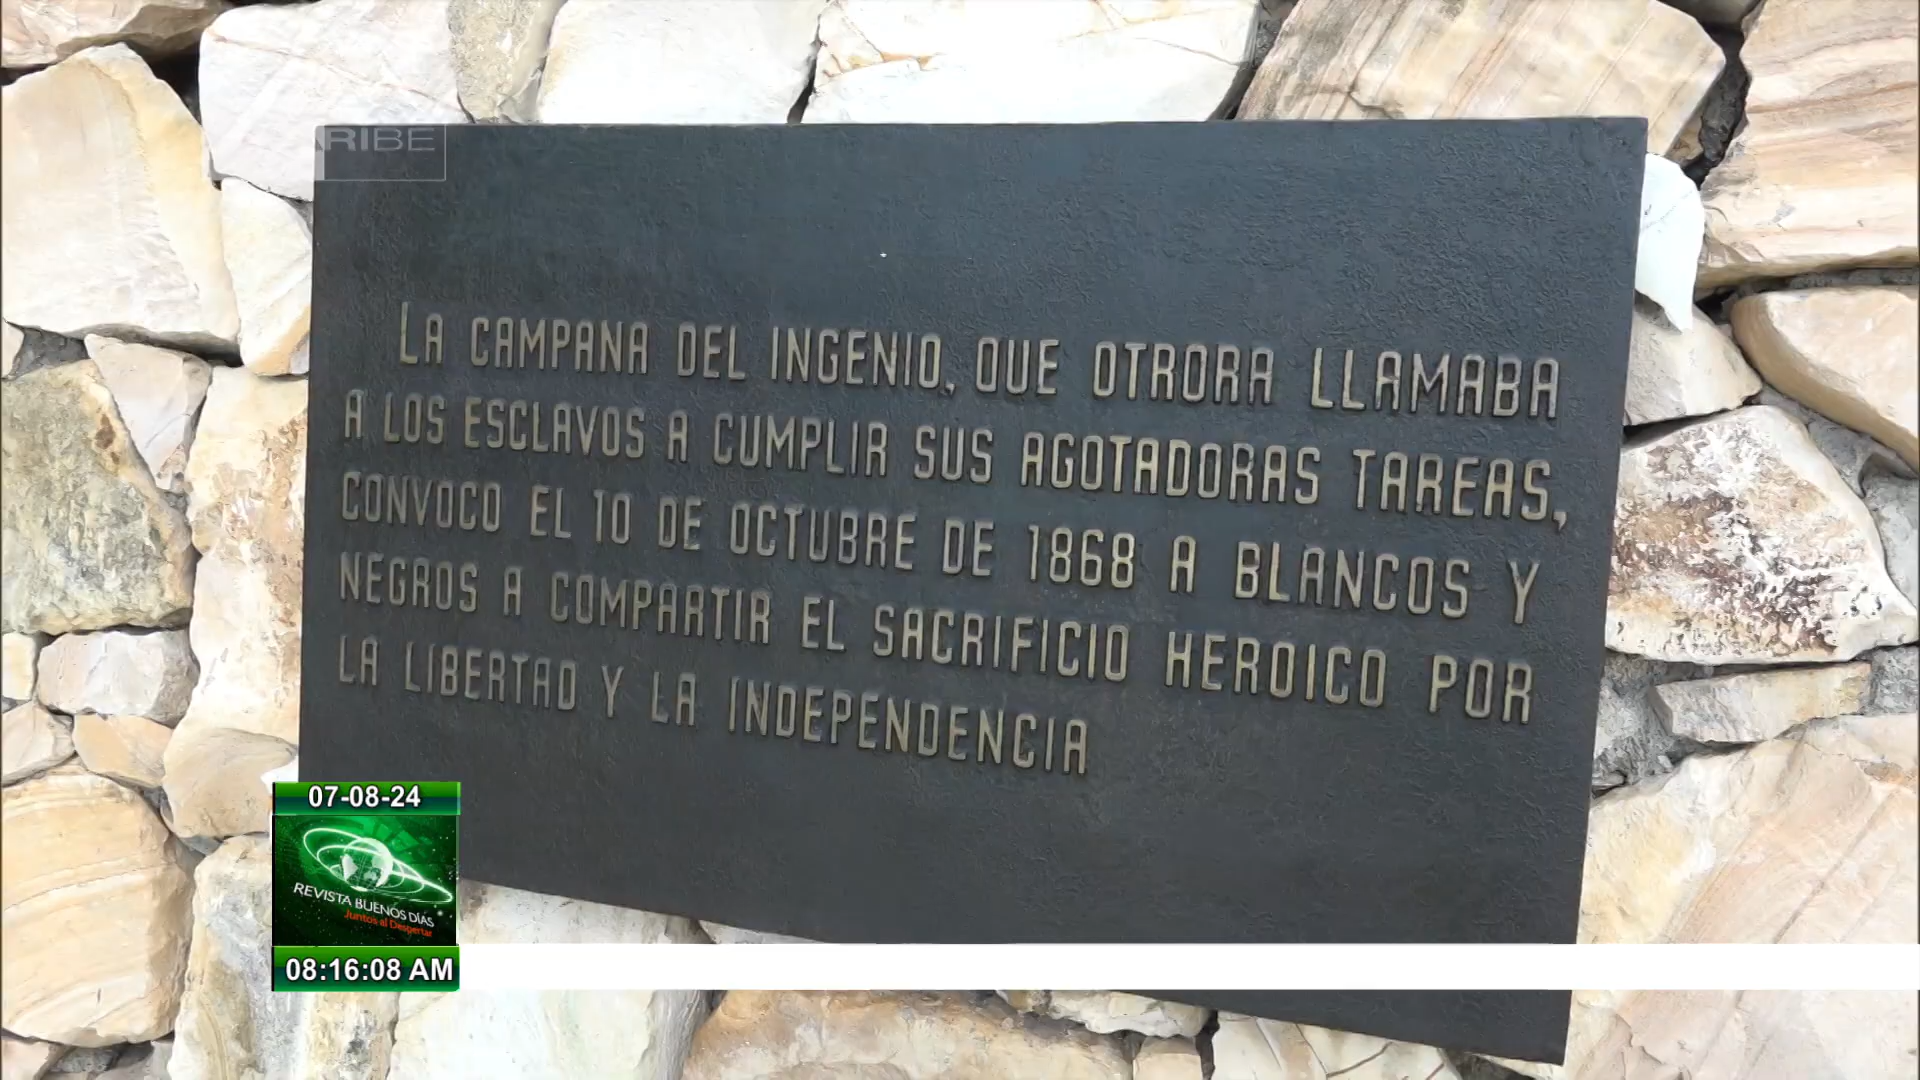 RIBE
LA CAMPANA DEL INGENIO, QUE OTRORA LLAMABA
A LOS ESCLAVOS A CUMPLIR SUS AGOTADORAS TAREAS,
CONVOCO EL 10 DE OCTUBRE DE 1868 A BLANCOS Y
NEGROS A COMPARTIR EL SACRIFICIO HEROICO POR
LA LIBERTAD Y LA INDEPENDENCIA
07-08-24
REVISTA BUENOS DÍAS
Juntos al Despertar
08:16:08 AM